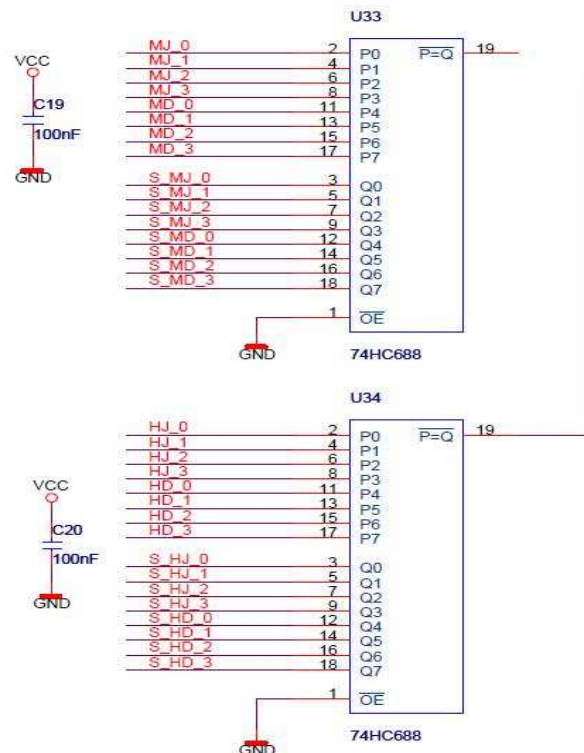 U33
MJ_0 2 P0 P=Q 19
MJ_1 4 P1
MJ_2 6 P2
MJ_3 8 P3
MD_0 11 P4
MD_1 13 P5
MD_2 15 P6
MD_3 17 P7
VCC
C19
100nF
GND
S_MJ_0 3 Q0
S_MJ_1 5 Q1
S_MJ_2 7 Q2
S_MJ_3 9 Q3
S_MD_0 12 Q4
S_MD_1 14 Q5
S_MD_2 16 Q6
S_MD_3 18 Q7
1 OE
GND
74HC688
U34
HJ_0 2 P0 P=Q 19
HJ_1 4 P1
HJ_2 6 P2
HJ_3 8 P3
HD_0 11 P4
HD_1 13 P5
HD_2 15 P6
HD_3 17 P7
VCC
C20
100nF
GND
S_HJ_0 3 Q0
S_HJ_1 5 Q1
S_HJ_2 7 Q2
S_HJ_3 9 Q3
S_HD_0 12 Q4
S_HD_1 14 Q5
S_HD_2 16 Q6
S_HD_3 18 Q7
1 OE
GND
74HC688